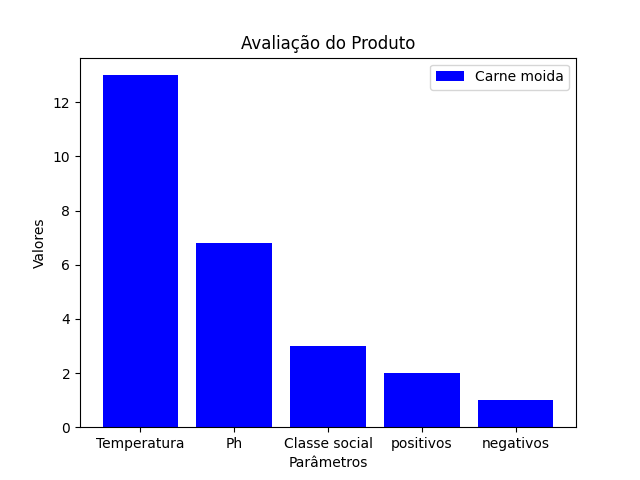 Avaliação do Produto
Carne moida
Valores
12
10
8
6
4
2
0
Temperatura
Ph
Classe social
positivos
negativos
Parâmetros